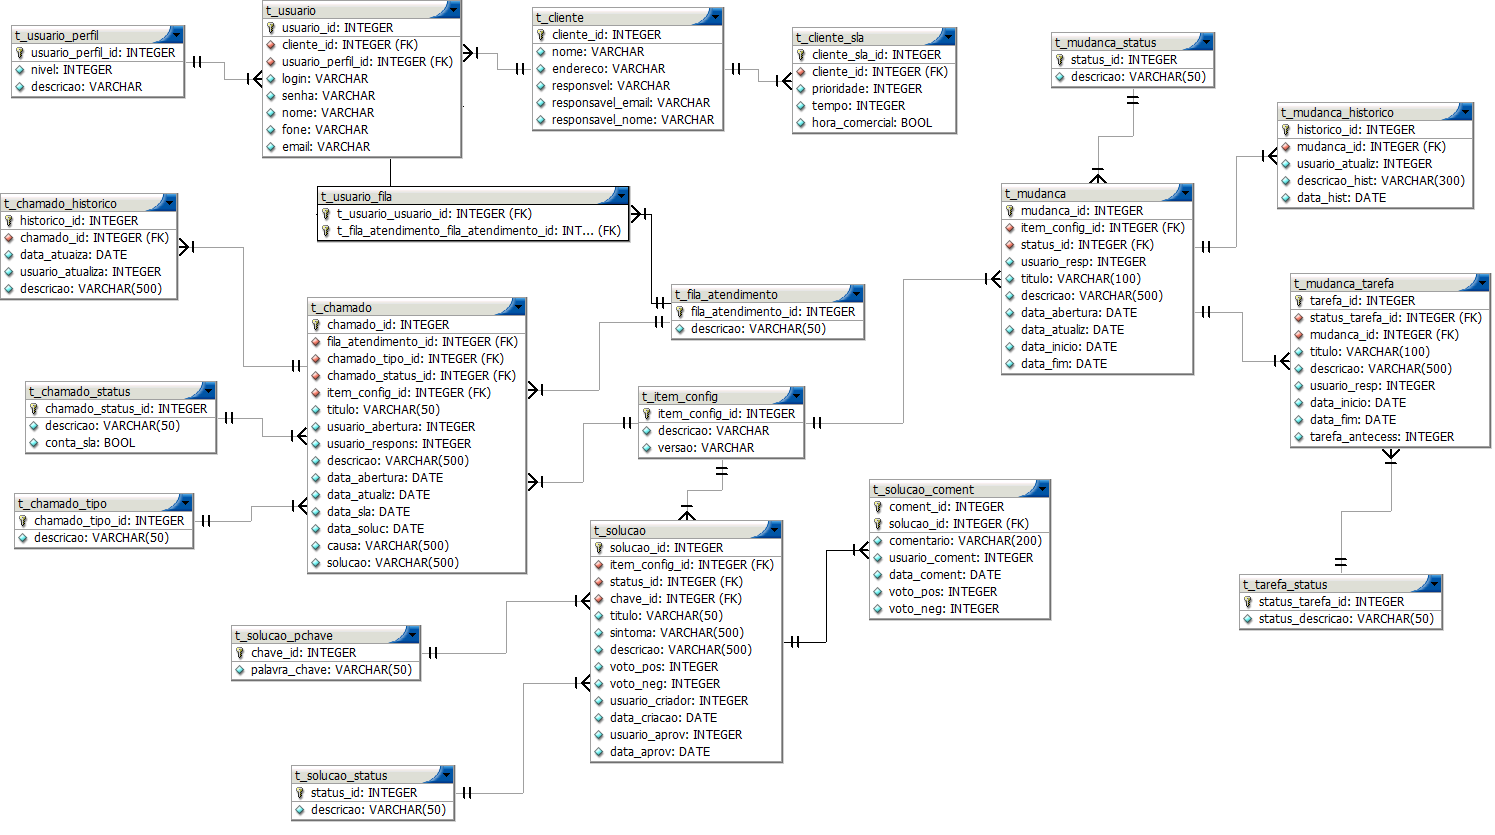 t_usuario_perfil
usuario_perfil_id: INTEGER
nivel: INTEGER
descricao: VARCHAR
t_usuario
usuario_id: INTEGER
cliente_id: INTEGER (FK)
usuario_perfil_id: INTEGER (FK)
login: VARCHAR
senha: VARCHAR
nome: VARCHAR
fone: VARCHAR
email: VARCHAR
t_cliente
cliente_id: INTEGER
nome: VARCHAR
endereco: VARCHAR
responsvel: VARCHAR
responsavel_email: VARCHAR
responsavel_nome: VARCHAR
t_cliente_sla
cliente_sla_id: INTEGER
cliente_id: INTEGER (FK)
prioridade: INTEGER
tempo: INTEGER
hora_comercial: BOOL
t_mudanca_status
status_id: INTEGER
descricao: VARCHAR(50)
t_mudanca_historico
historico_id: INTEGER
mudanca_id: INTEGER (FK)
usuario_atualiz: INTEGER
descricao_hist: VARCHAR(300)
data_hist: DATE
t_chamado_historico
historico_id: INTEGER
chamado_id: INTEGER (FK)
data_atuaiza: DATE
usuario_atualiza: INTEGER
descricao: VARCHAR(500)
t_usuario_fila
t_usuario_usuario_id: INTEGER (FK)
t_fila_atendimento_fila_atendimento_id: INT... (FK)
t_mudanca
mudanca_id: INTEGER
item_config_id: INTEGER (FK)
status_id: INTEGER (FK)
usuario_resp: INTEGER
titulo: VARCHAR(100)
descricao: VARCHAR(500)
data_abertura: DATE
data_atualiz: DATE
data_inicio: DATE
data_fim: DATE
t_fila_atendimento
fila_atendimento_id: INTEGER
descricao: VARCHAR(50)
t_mudanca_tarefa
tarefa_id: INTEGER
status_tarefa_id: INTEGER (FK)
mudanca_id: INTEGER (FK)
titulo: VARCHAR(100)
descricao: VARCHAR(500)
usuario_resp: INTEGER
data_inicio: DATE
data_fim: DATE
tarefa_antecess: INTEGER
t_chamado
chamado_id: INTEGER
fila_atendimento_id: INTEGER (FK)
chamado_tipo_id: INTEGER (FK)
chamado_status_id: INTEGER (FK)
item_config_id: INTEGER (FK)
titulo: VARCHAR(50)
usuario_abertura: INTEGER
usuario_respons: INTEGER
descricao: VARCHAR(500)
data_abertura: DATE
data_atualiz: DATE
data_sla: DATE
data_soluc: DATE
causa: VARCHAR(500)
solucao: VARCHAR(500)
t_chamado_status
chamado_status_id: INTEGER
descricao: VARCHAR(50)
conta_sla: BOOL
t_item_config
item_config_id: INTEGER
descricao: VARCHAR
versao: VARCHAR
t_chamado_tipo
chamado_tipo_id: INTEGER
descricao: VARCHAR(50)
t_solucao_coment
coment_id: INTEGER
solucao_id: INTEGER (FK)
comentario: VARCHAR(200)
usuario_coment: INTEGER
data_coment: DATE
voto_pos: INTEGER
voto_neg: INTEGER
t_solucao
solucao_id: INTEGER
item_config_id: INTEGER (FK)
status_id: INTEGER (FK)
chave_id: INTEGER (FK)
titulo: VARCHAR(50)
sintoma: VARCHAR(500)
descricao: VARCHAR(500)
voto_pos: INTEGER
voto_neg: INTEGER
usuario_criador: INTEGER
data_criacao: DATE
usuario_aprov: INTEGER
data_aprov: DATE
t_tarefa_status
status_tarefa_id: INTEGER
status_descricao: VARCHAR(50)
t_solucao_pchave
chave_id: INTEGER
palavra_chave: VARCHAR(50)
t_solucao_status
status_id: INTEGER
descricao: VARCHAR(50)